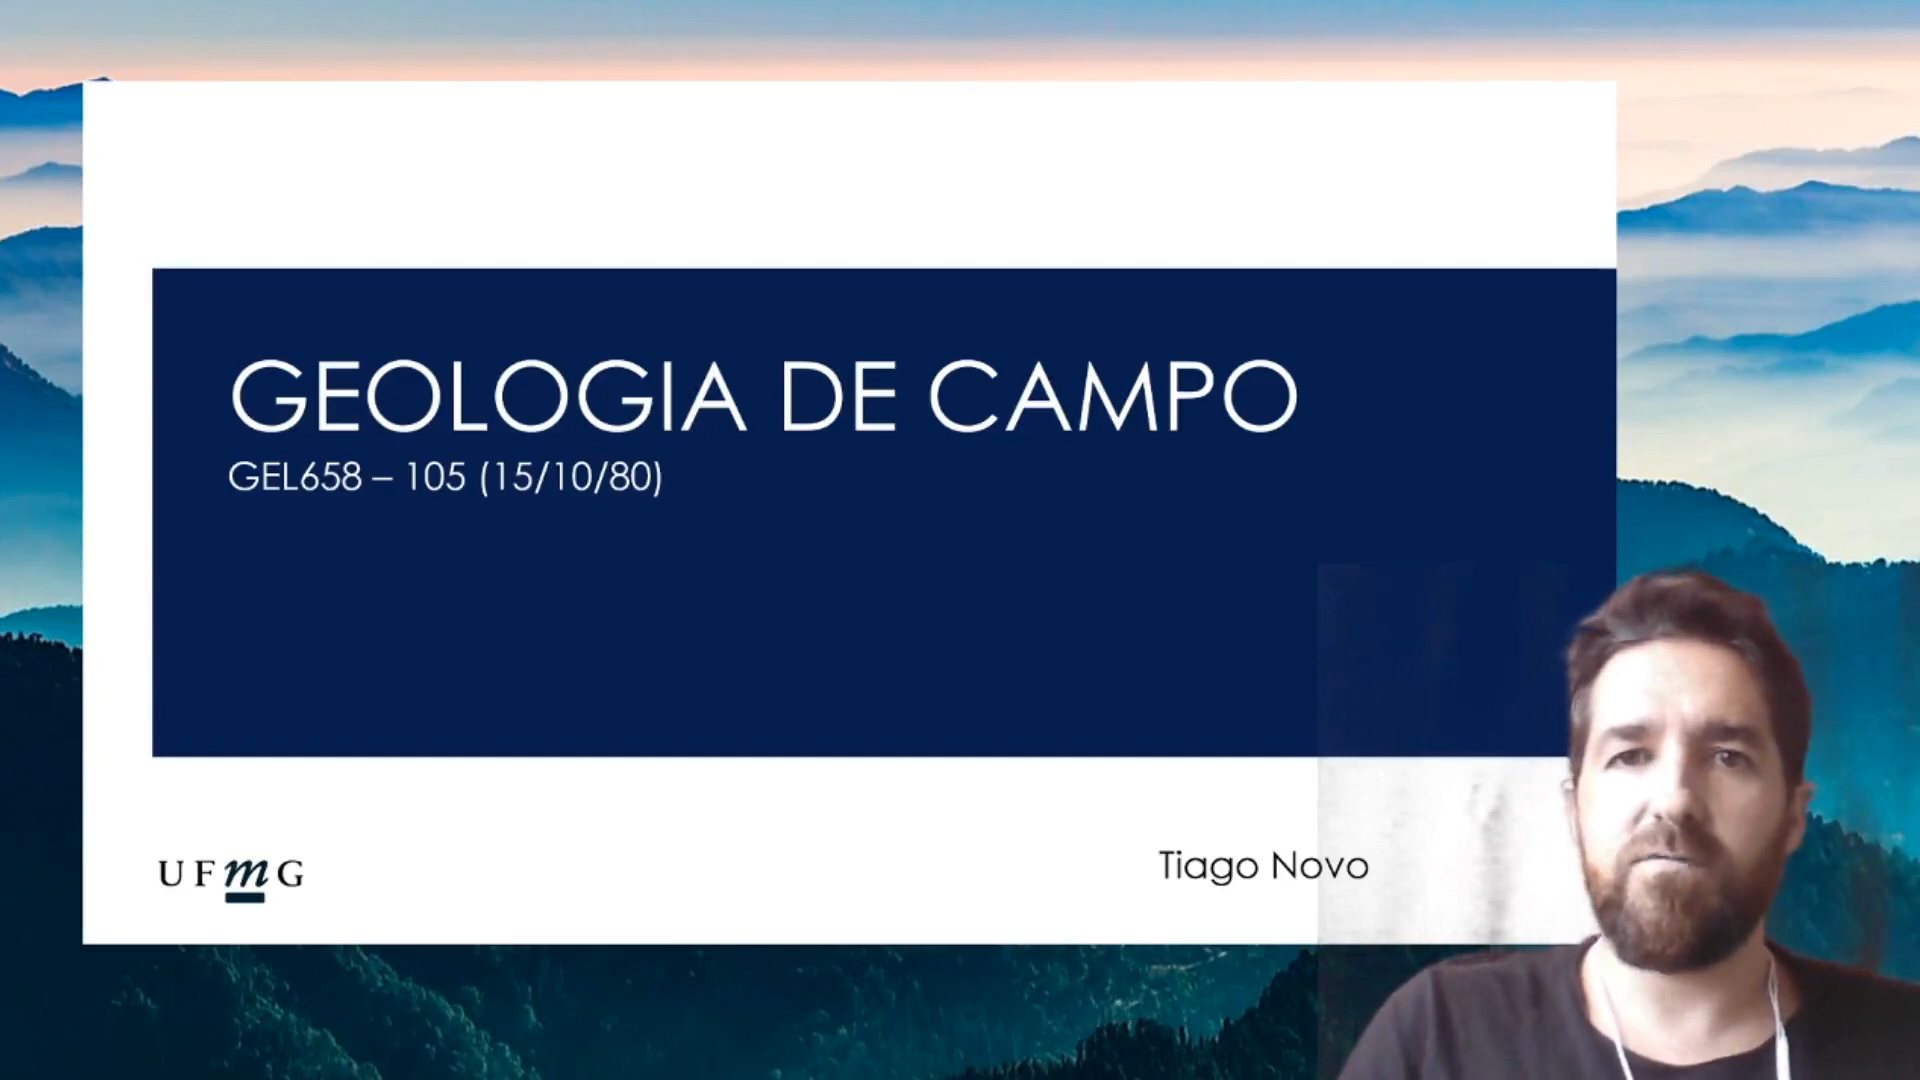 GEOLOGIA DE CAMPO
GEL658 – 105 (15/10/80)
UFmG
Tiago Novo